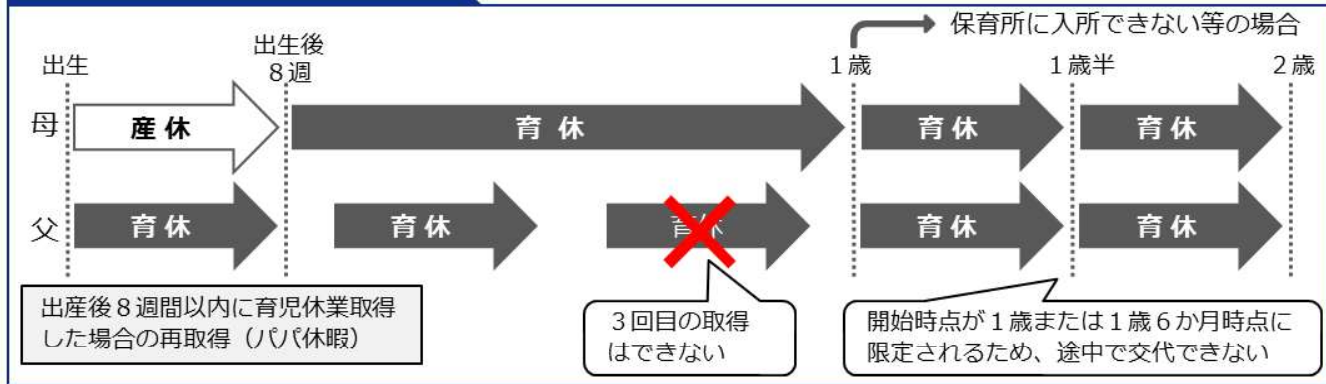 保育所に入所できない等の場合
出生
出生後
８週
１歳
１歳半
２歳
母
産 休
育 休
育 休
育 休
父
育 休
育 休
育休
育 休
育 休
出産後８週間以内に育児休業取得
した場合の再取得（パパ休暇）
３回目の取得
はできない
開始時点が１歳または１歳６か月時点に
限定されるため、途中で交代できない